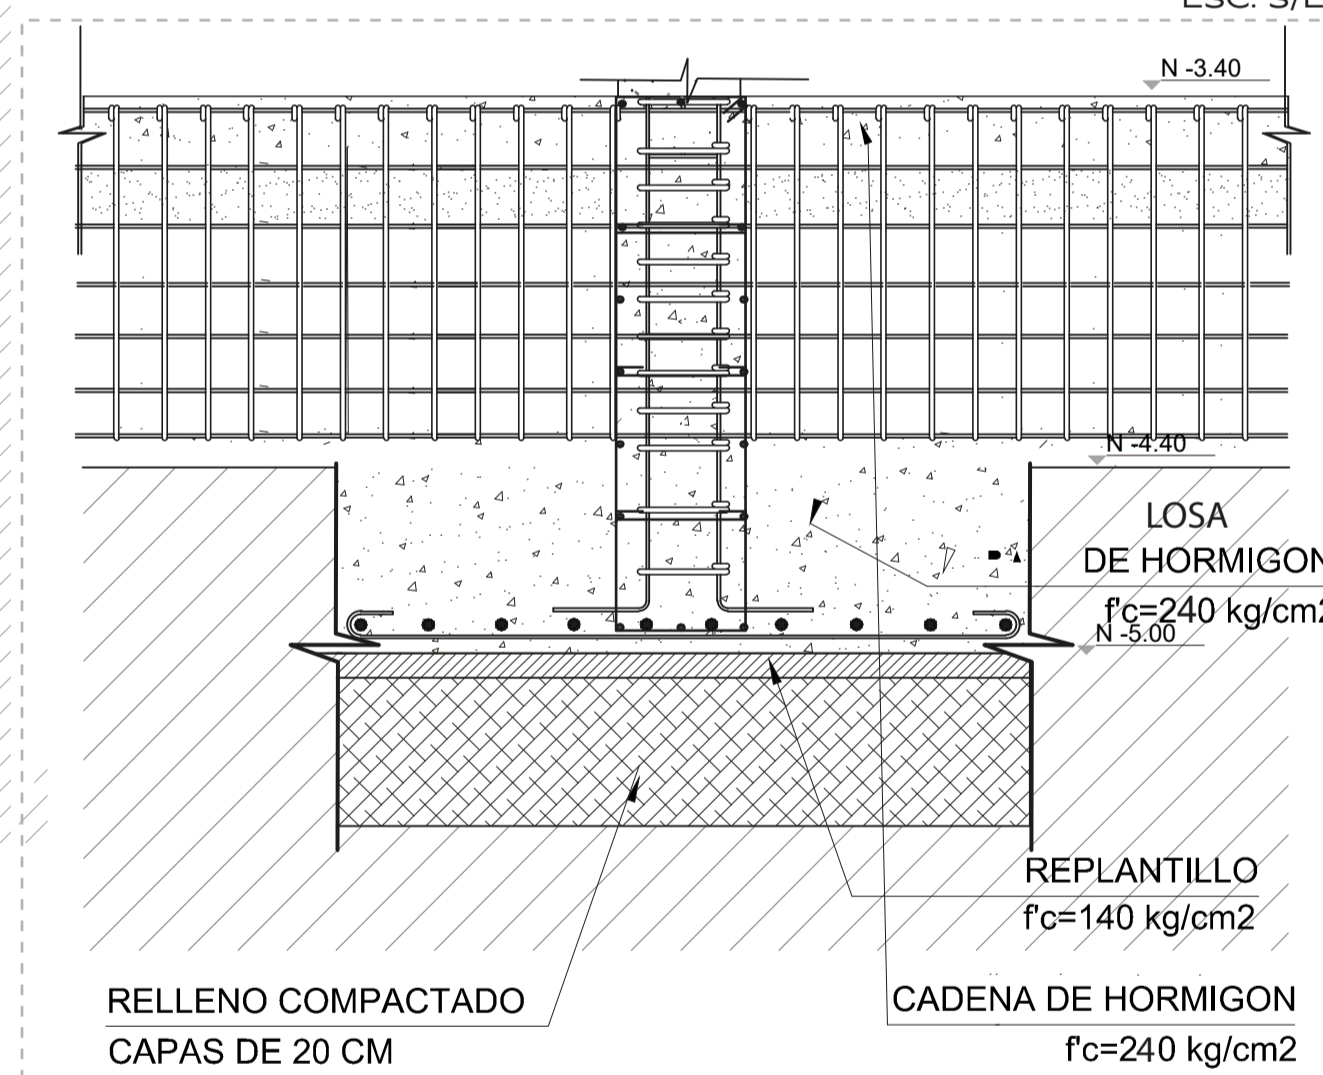 N -3.40
N -4.40
LOSA
DE HORMIGON
f'c=240 kg/cm2
N -5.00
REPLANTILLO
f'c=140 kg/cm2
RELLENO COMPACTADO
CAPAS DE 20 CM
CADENA DE HORMIGON
f'c=240 kg/cm2